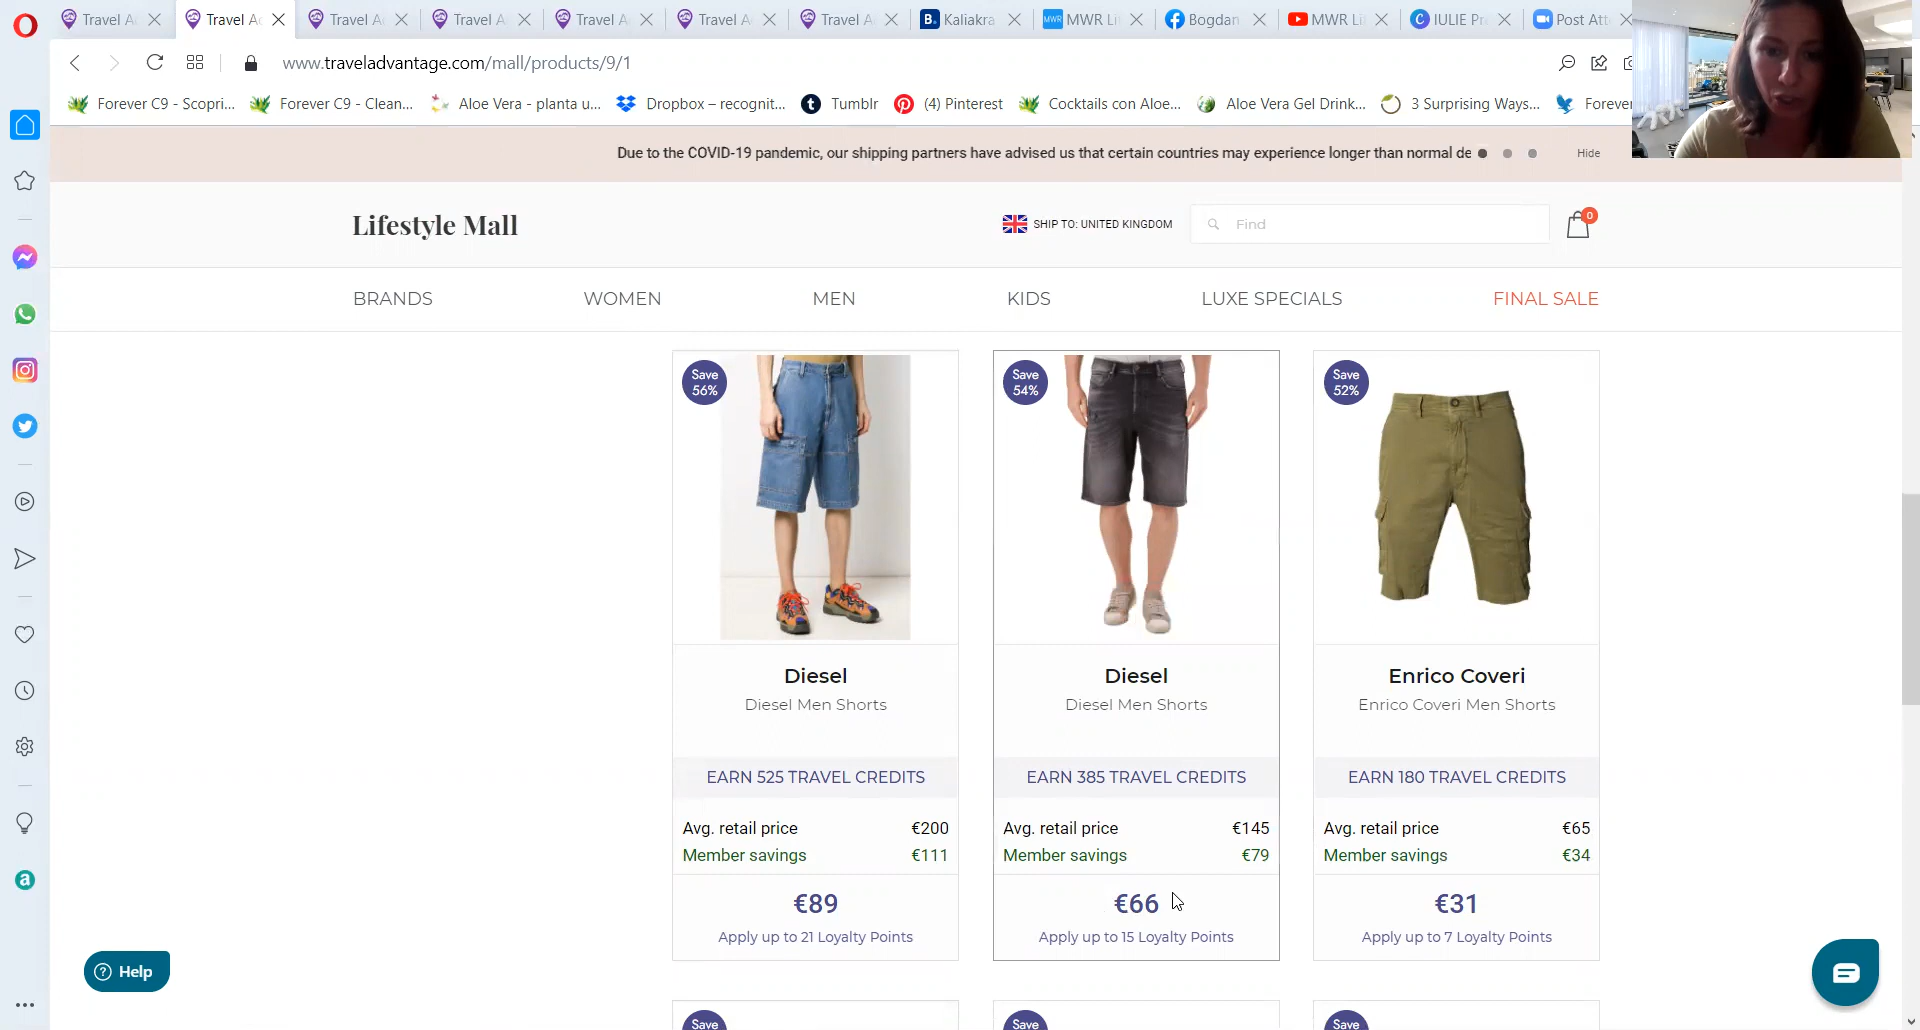 Travel A
Travel A
Travel A
Travel A
Travel A
Travel A
Travel A
B. Kaliakra
MWR MWR Li
Bogdan
MWR Li
IULIE Pr
Post Att
www.traveladvantage.com/mall/products/9/1
Forever C9 - Scopri...
Forever C9 - Clean...
Aloe Vera - planta u...
Dropbox – recognit...
Tumblr
(4) Pinterest
Cocktails con Aloe...
Aloe Vera Gel Drink...
3 Surprising Ways...
Forever
Due to the COVID-19 pandemic, our shipping partners have advised us that certain countries may experience longer than normal de
Hide
Lifestyle Mall
SHIP TO: UNITED KINGDOM
Find
0
BRANDS
WOMEN
MEN
KIDS
LUXE SPECIALS
FINAL SALE
Save
56%
Diesel
Diesel Men Shorts
EARN 525 TRAVEL CREDITS
Avg. retail price €200
Member savings €111
€89
Apply up to 21 Loyalty Points
Save
54%
Diesel
Diesel Men Shorts
EARN 385 TRAVEL CREDITS
Avg. retail price €145
Member savings €79
€66
Apply up to 15 Loyalty Points
Save
52%
Enrico Coveri
Enrico Coveri Men Shorts
EARN 180 TRAVEL CREDITS
Avg. retail price €65
Member savings €34
€31
Apply up to 7 Loyalty Points
Help
Save
Save
Save